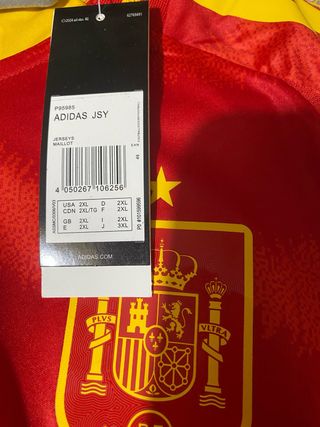 P95985
ADIDAS JSY
JERSEYS
MAILLOT
4 050267 106256
USA 2XL D 2XL
CDN 2XL/TG F 2XL
GB 2XL I 2XL
E 2XL J 3XL
ADIDAS.COM
PLVS
VLTRA